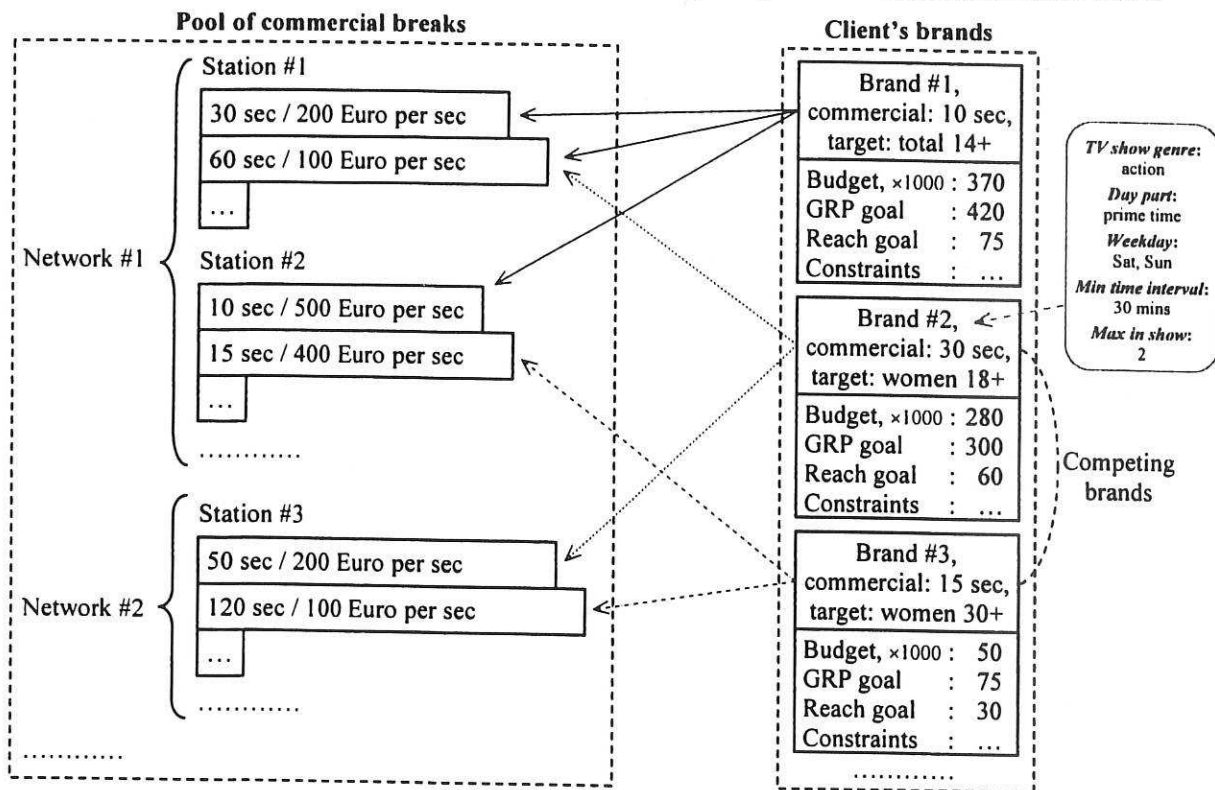 Pool of commercial breaks
Station #1
30 sec / 200 Euro per sec
60 sec / 100 Euro per sec
...
Network #1
Station #2
10 sec / 500 Euro per sec
15 sec / 400 Euro per sec
...
............
Station #3
50 sec / 200 Euro per sec
Network #2
120 sec / 100 Euro per sec
...
............
............
Client's brands
Brand #1,
commercial: 10 sec,
target: total 14+
Budget, ×1000 : 370
GRP goal : 420
Reach goal : 75
Constraints : ...
Brand #2,
commercial: 30 sec,
target: women 18+
Budget, ×1000 : 280
GRP goal : 300
Reach goal : 60
Constraints : ...
Brand #3,
commercial: 15 sec,
target: women 30+
Budget, ×1000 : 50
GRP goal : 75
Reach goal : 30
Constraints : ...
............
TV show genre:
action
Day part:
prime time
Weekday:
Sat, Sun
Min time interval:
30 mins
Max in show:
2
Competing
brands